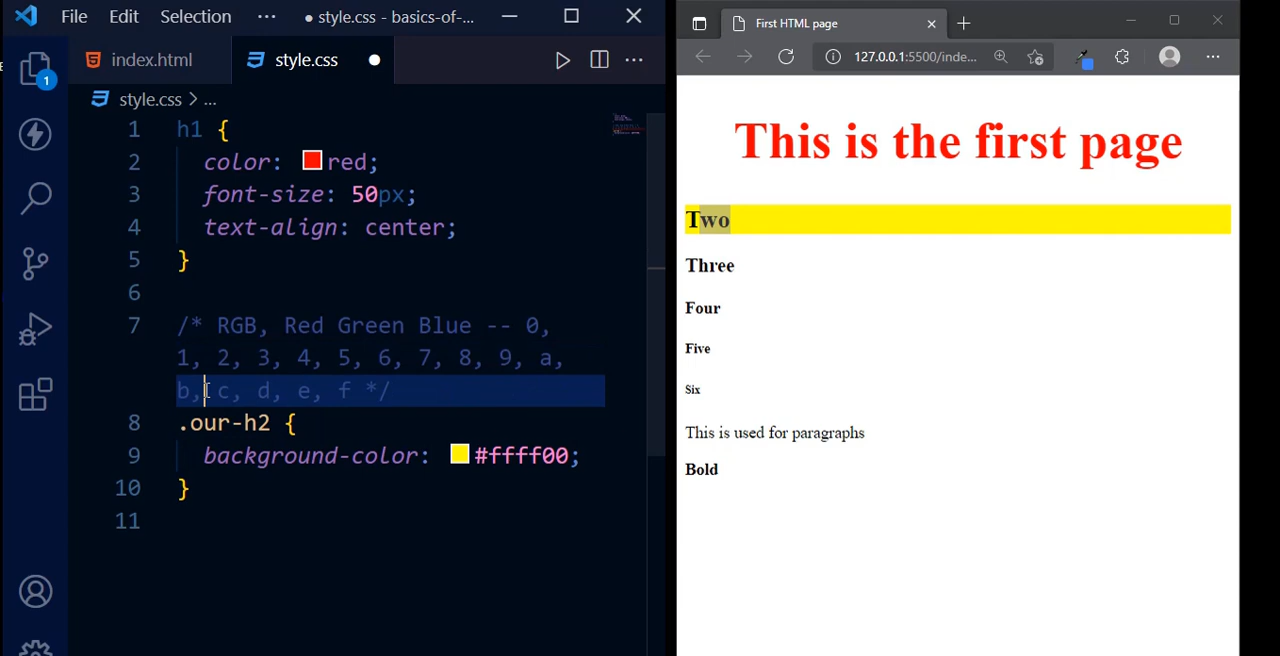 File Edit Selection ··· ● style.css - basics-of-...
index.html style.css ●
style.css > ...
1 h1 {
2 color: red;
3 font-size: 50px;
4 text-align: center;
5 }
6
7 /* RGB, Red Green Blue -- 0,
1, 2, 3, 4, 5, 6, 7, 8, 9, a,
b, c, d, e, f */
8 .our-h2 {
9 background-color: #ffff00;
10 }
11
1
First HTML page
127.0.0.1:5500/inde...
This is the first page
Two
Three
Four
Five
Six
This is used for paragraphs
Bold